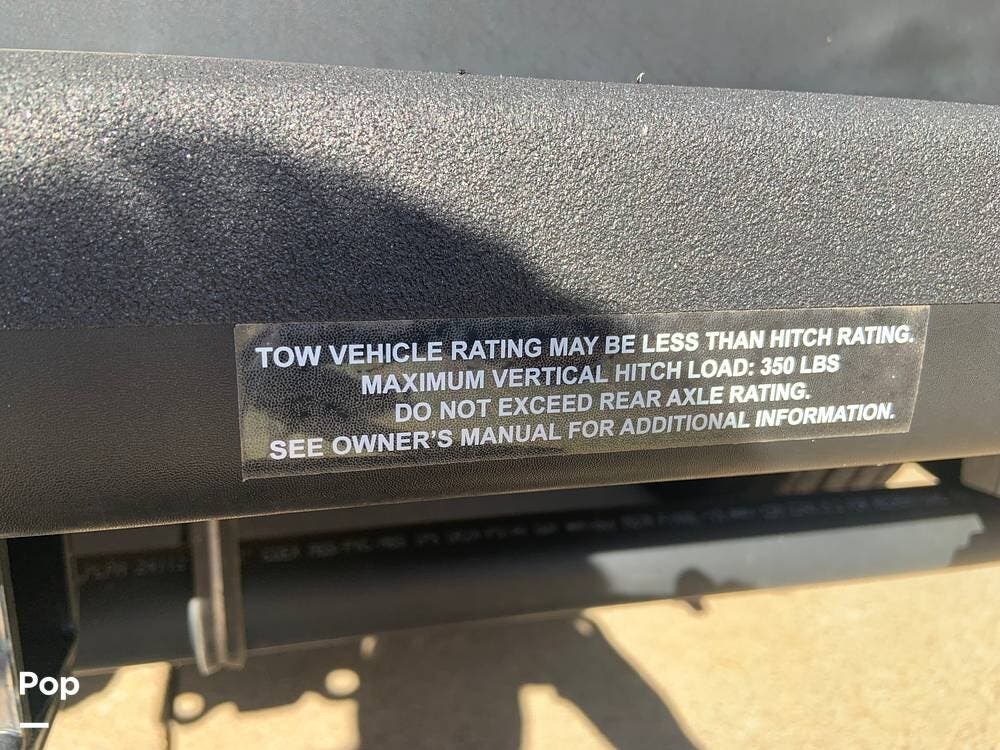 TOW VEHICLE RATING MAY BE LESS THAN HITCH RATING.
MAXIMUM VERTICAL HITCH LOAD: 350 LBS
DO NOT EXCEED REAR AXLE RATING.
SEE OWNER'S MANUAL FOR ADDITIONAL INFORMATION.
Pop